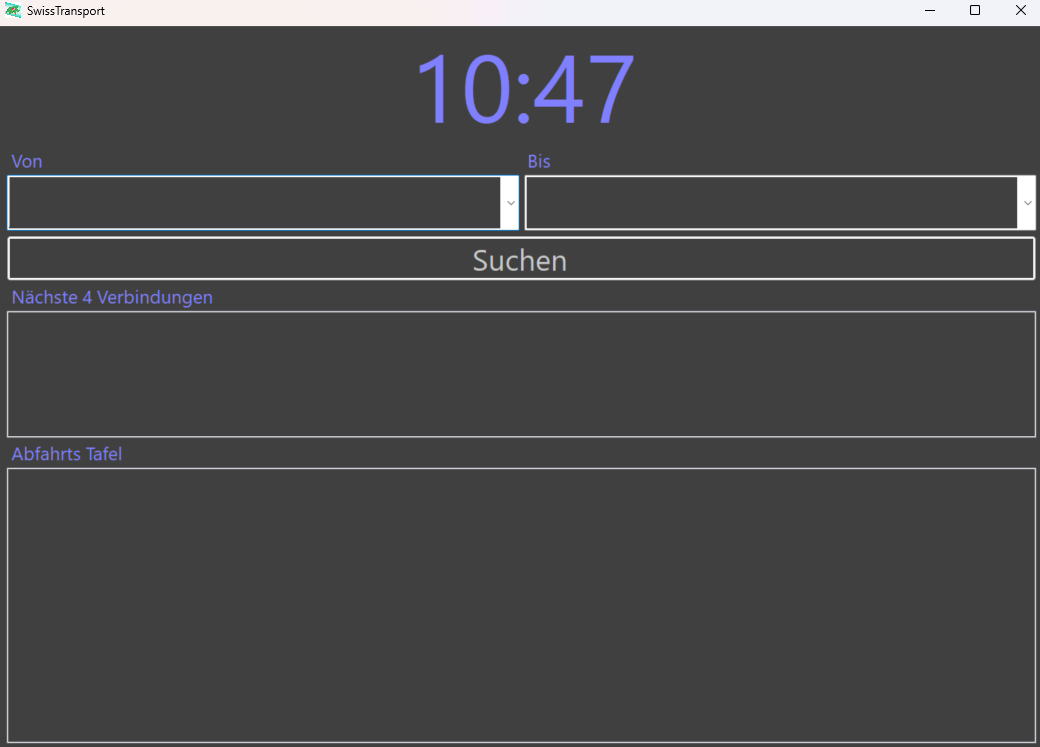 SwissTransport
10:47
Von
Bis
Suchen
Nächste 4 Verbindungen
Abfahrts Tafel